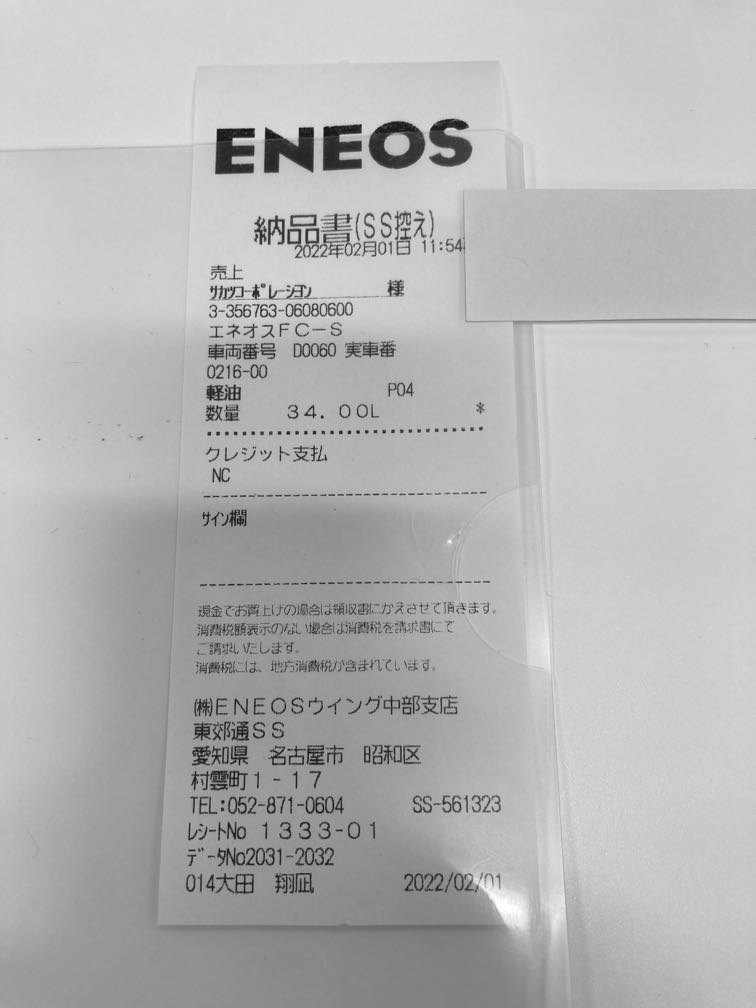 ENEOS
納品書(SS控え)
2022年02月01日 11:54
売上
サカツコーポレーシヨン 様
3-356763-06080600
エネオスFC-S
車両番号 D0060 実車番
0216-00
軽油 P04
数量 34.00L *
クレジット支払
NC
サイン欄
現金でお買上げの場合は領収書にかえさせて頂きます。
消費税額表示のない場合は消費税を請求書にて
ご請求いたします。
消費税には、地方消費税が含まれています。
(株)ENEOSウイング中部支店
東郊通SS
愛知県 名古屋市 昭和区
村雲町1-17
TEL:052-871-0604 SS-561323
レシートNo 1333-01
データNo2031-2032
014大田 翔凪 2022/02/01